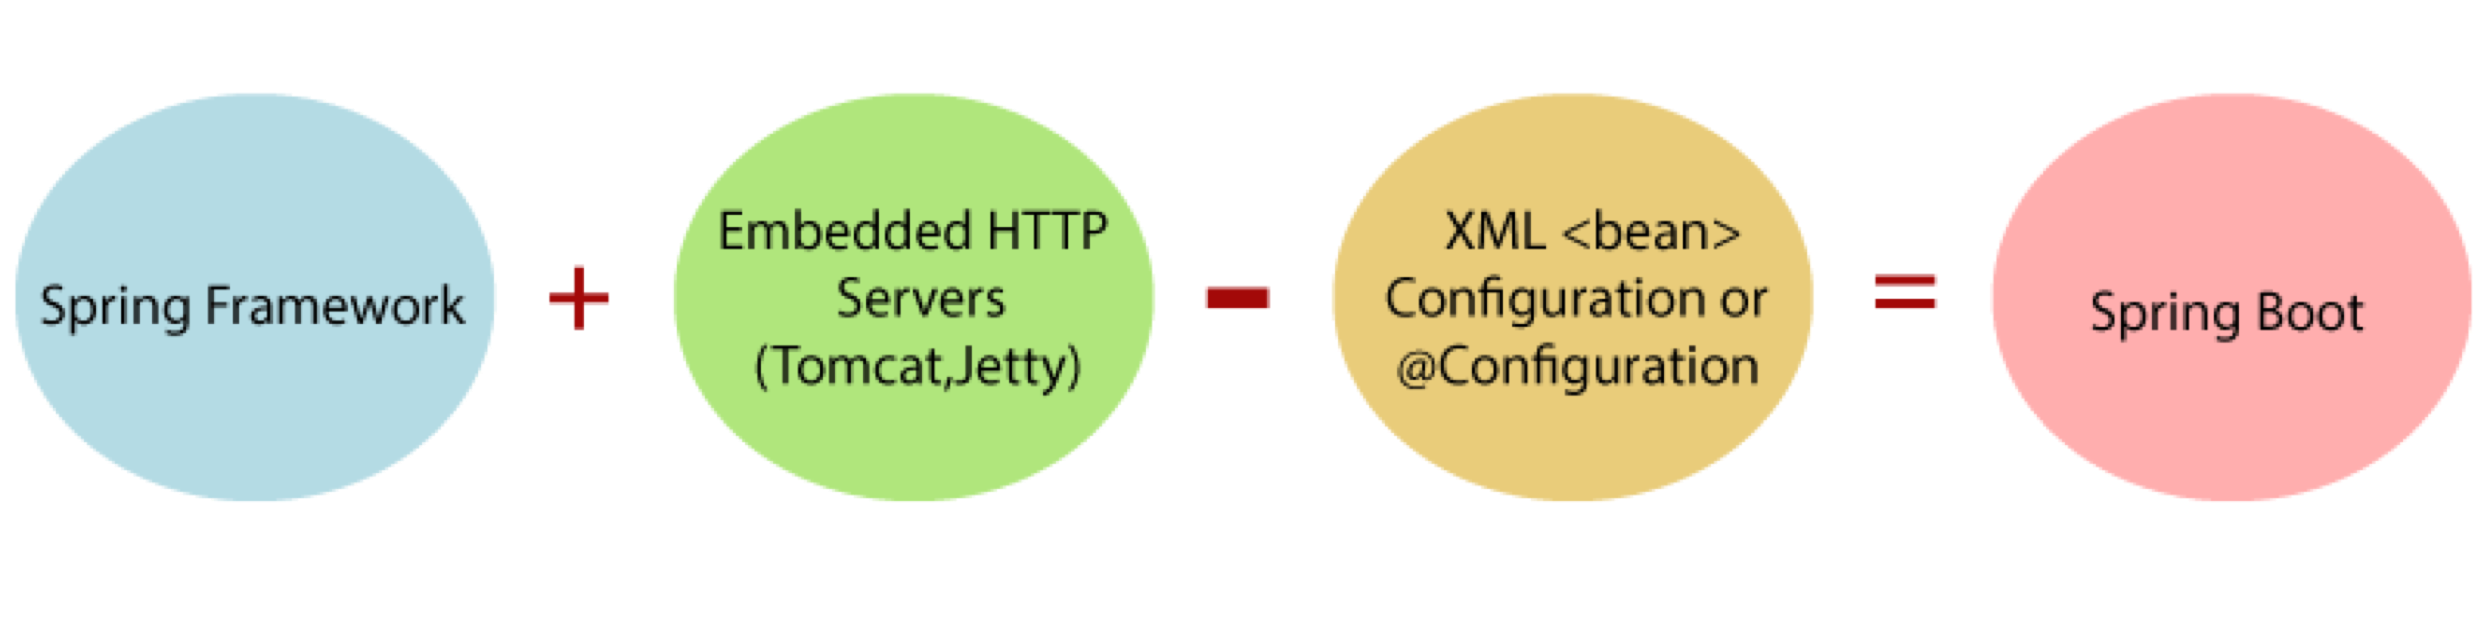 Spring Framework
+
Embedded HTTP
Servers
(Tomcat,Jetty)
-
XML <bean>
Configuration or
@Configuration
=
Spring Boot